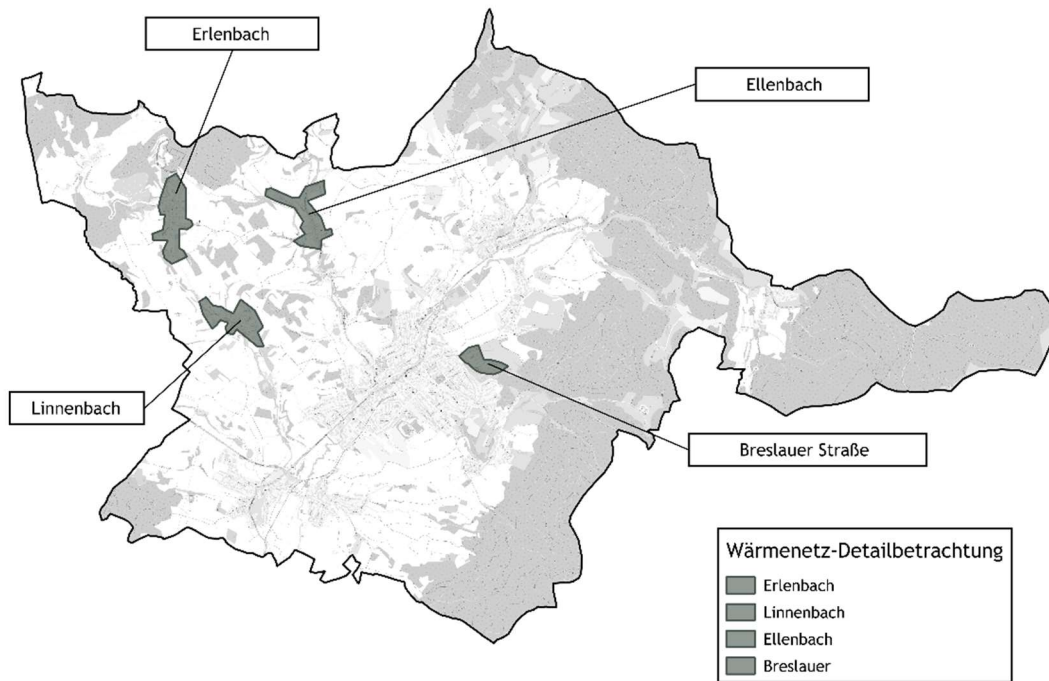 Erlenbach
Ellenbach
Linnenbach
Breslauer Straße
Wärmenetz-Detailbetrachtung
Erlenbach
Linnenbach
Ellenbach
Breslauer